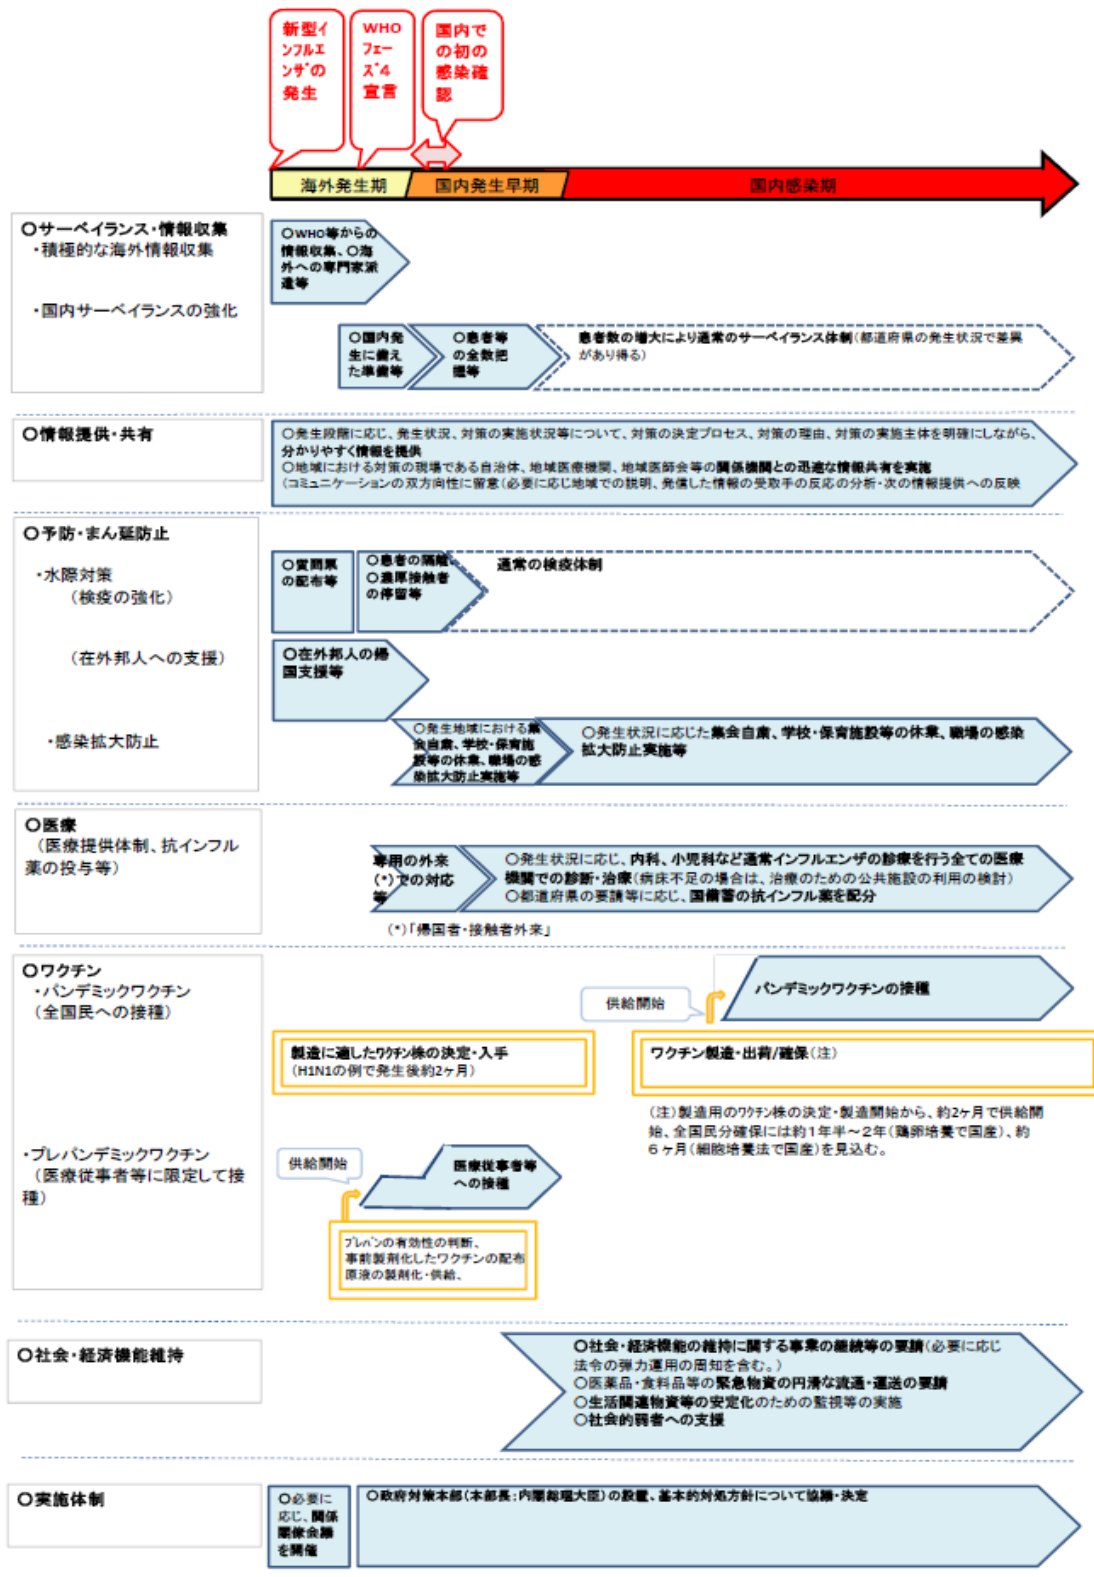 新型イ
ンフルエ
ンザの
発生
WHO
フェー
ズ4
宣言
国内で
の初の
感染確
認
海外発生期
国内発生早期
国内感染期
〇サーベイランス・情報収集
・積極的な海外情報収集
・国内サーベイランスの強化
〇WHO等からの
情報収集、〇海
外への専門家派
遣等
〇国内発
生に備え
た準備等
〇患者等
の全数把
握等
患者数の増大により通常のサーベイランス体制(都道府県の発生状況で差異
があり得る)
〇情報提供・共有
〇発生段階に応じ、発生状況、対策の実施状況等について、対策の決定プロセス、対策の理由、対策の実施主体を明確にしながら、
分かりやすく情報を提供
〇地域における対策の現場である自治体、地域医療機関、地域医師会等の関係機関との迅速な情報共有を実施
(コミュニケーションの双方向性に留意(必要に応じ地域での説明、発信した情報の受取手の反応の分析・次の情報提供への反映
〇予防・まん延防止
・水際対策
(検疫の強化)
(在外邦人への支援)
・感染拡大防止
〇質問票
の配布等
〇患者の隔離、
〇濃厚接触者
の停留等
通常の検疫体制
〇在外邦人の帰
国支援等
〇発生地域における集
会自粛、学校・保育施
設等の休業、職場の感
染拡大防止実施等
〇発生状況に応じた集会自粛、学校・保育施設等の休業、職場の感染
拡大防止実施等
〇医療
(医療提供体制、抗インフル
薬の投与等)
専用の外来
(*)での対応
等
〇発生状況に応じ、内科、小児科など通常インフルエンザの診療を行う全ての医療
機関での診断・治療(病床不足の場合は、治療のための公共施設の利用の検討)
〇都道府県の要請等に応じ、国備蓄の抗インフル薬を配分
(*)「帰国者・接触者外来」
〇ワクチン
・パンデミックワクチン
(全国民への接種)
・プレパンデミックワクチン
(医療従事者等に限定して接
種)
供給開始
パンデミックワクチンの接種
製造に適したワクチン株の決定・入手
(H1N1の例で発生後約2ヶ月)
ワクチン製造・出荷/確保(注)
(注)製造用のワクチン株の決定・製造開始から、約2ヶ月で供給開
始、全国民分確保には約1年半~2年(鶏卵培養で国産)、約
6ヶ月(細胞培養法で国産)を見込む。
供給開始
医療従事者等
への接種
プレパンの有効性の判断、
事前製剤化したワクチンの配布
原液の製剤化・供給、
〇社会・経済機能維持
〇社会・経済機能の維持に関する事業の継続等の要請(必要に応じ
法令の弾力運用の周知を含む。)
〇医薬品・食料品等の緊急物資の円滑な流通・運送の要請
〇生活関連物資等の安定化のための監視等の実施
〇社会的弱者への支援
〇実施体制
〇必要に
応じ、関係
閣僚会議
を開催
〇政府対策本部(本部長:内閣総理大臣)の設置、基本的対処方針について協議・決定